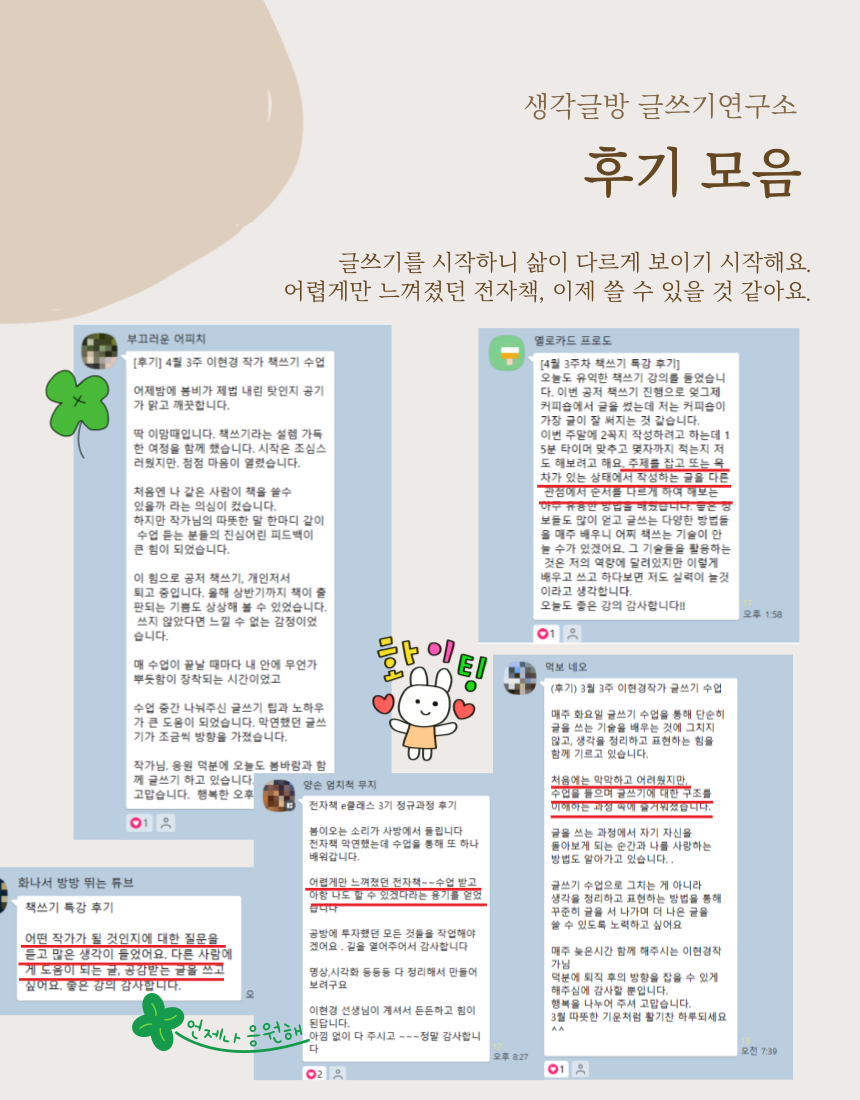 생각글방 글쓰기연구소
후기 모음
글쓰기를 시작하니 삶이 다르게 보이기 시작해요.
어렵게만 느껴졌던 전자책, 이제 쓸 수 있을 것 같아요.
부끄러운 어피치
[후기] 4월 3주 이현경 작가 책쓰기 수업
어제밤에 봄비가 제법 내린 탓인지 공기
가 맑고 깨끗합니다.
딱 이맘때입니다. 책쓰기라는 설렘 가득
한 여정을 함께 했습니다. 시작은 조심스
러웠지만. 점점 마음이 열렸습니다.
처음엔 나 같은 사람이 책을 쓸수
있을까 라는 의심이 컸습니다.
하지만 작가님의 따뜻한 말 한마디 같이
수업 듣는 분들의 진심어린 피드백이
큰 힘이 되었습니다.
이 힘으로 공저 책쓰기, 개인저서
퇴고 중입니다. 올해 상반기까지 책이 출
판되는 기쁨도 상상해 볼 수 있었습니다.
쓰지 않았다면 느낄 수 없는 감정이었
습니다.
매 수업이 끝날 때마다 내 안에 무언가
뿌듯함이 장착되는 시간이었고
수업 중간 나눠주신 글쓰기 팁과 노하우
가 큰 도움이 되었습니다. 막연했던 글쓰
기가 조금씩 방향을 가졌습니다.
작가님. 응원 덕분에 오늘도 봄바람과 함
께 글쓰기 하고 있습니다.
고맙습니다. 행복한 오후
1
옐로카드 프로도
[4월 3주차 책쓰기 특강 후기]
오늘도 유익한 책쓰기 강의를 들었습니
다. 이번 공저 책쓰기 진행으로 엊그제
커피숍에서 글을 썼는데 저는 커피숍이
가장 글이 잘 써지는 것 같습니다.
이번 주말에 2꼭지 작성하려고 하는데 1
5분 타이머 맞추고 몇자까지 적는지 저
도 해보려고 해요. 주제를 잡고 또는 목
차가 있는 상태에서 작성하는 글을 다른
관점에서 순서를 다르게 하여 해보는
아주 유용한 방법을 배웠습니다. 좋은 정
보들도 많이 얻고 글쓰는 다양한 방법들
을 매주 배우니 어찌 책쓰는 기술이 안
늘 수가 있겠어요. 그 기술들을 활용하는
것은 저의 역량에 달려있지만 이렇게
배우고 쓰고 하다보면 저도 실력이 늘것
이라고 생각합니다.
오늘도 좋은 강의 감사합니다!!
오후 1:58
1
화이팅
먹보 네오
(후기) 3월 3주 이현경작가 글쓰기 수업
매주 화요일 글쓰기 수업을 통해 단순히
글을 쓰는 기술을 배우는 것에 그치지
않고, 생각을 정리하고 표현하는 힘을
함께 기르고 있습니다.
처음에는 막막하고 어려웠지만,
수업을 들으며 글쓰기에 대한 구조를
이해하는 과정 속에 즐거워졌습니다.
글을 쓰는 과정에서 자기 자신을
돌아보게 되는 순간과 나를 사랑하는
방법도 알아가고 있습니다. .
글쓰기 수업으로 그치는 게 아니라
생각을 정리하고 표현하는 방법을 통해
꾸준히 글을 서 나가며 더 나은 글을
쓸 수 있도록 노력하고 싶어요
매주 늦은시간 함께 해주시는 이현경작
가님
덕분에 퇴직 후의 방향을 잡을 수 있게
해주심에 감사할 뿐입니다.
행복을 나누어 주셔 고맙습니다.
3월 따뜻한 기운처럼 활기찬 하루되세요
^^
오전 7:39
1
양손 엄치척 무지
전자책 e클래스 3기 정규과정 후기
봄이오는 소리가 사방에서 들립니다
전자책 막연했는데 수업을 통해 또 하나
배워갑니다.
어렵게만 느껴졌던 전자책~~수업 받고
아항 나도 할 수 있겠다라는 용기를 얻었
습니다
공방에 투자했던 모든 것들을 작업해야
겠어요 . 길을 열어주어서 감사합니다
명상,시각화 등등등 다 정리해서 만들어
보려구요
이현경 선생님이 계셔서 든든하고 힘이
된답니다.
아낌 없이 다 주시고 ~~~정말 감사합니
다
오후 8:27
2
화나서 방방 뛰는 튜브
책쓰기 특강 후기
어떤 작가가 될 것인지에 대한 질문을
듣고 많은 생각이 들었어요. 다른 사람에
게 도움이 되는 글, 공감받는 글을 쓰고
싶어요. 좋은 강의 감사합니다.
오
언제나 응원해